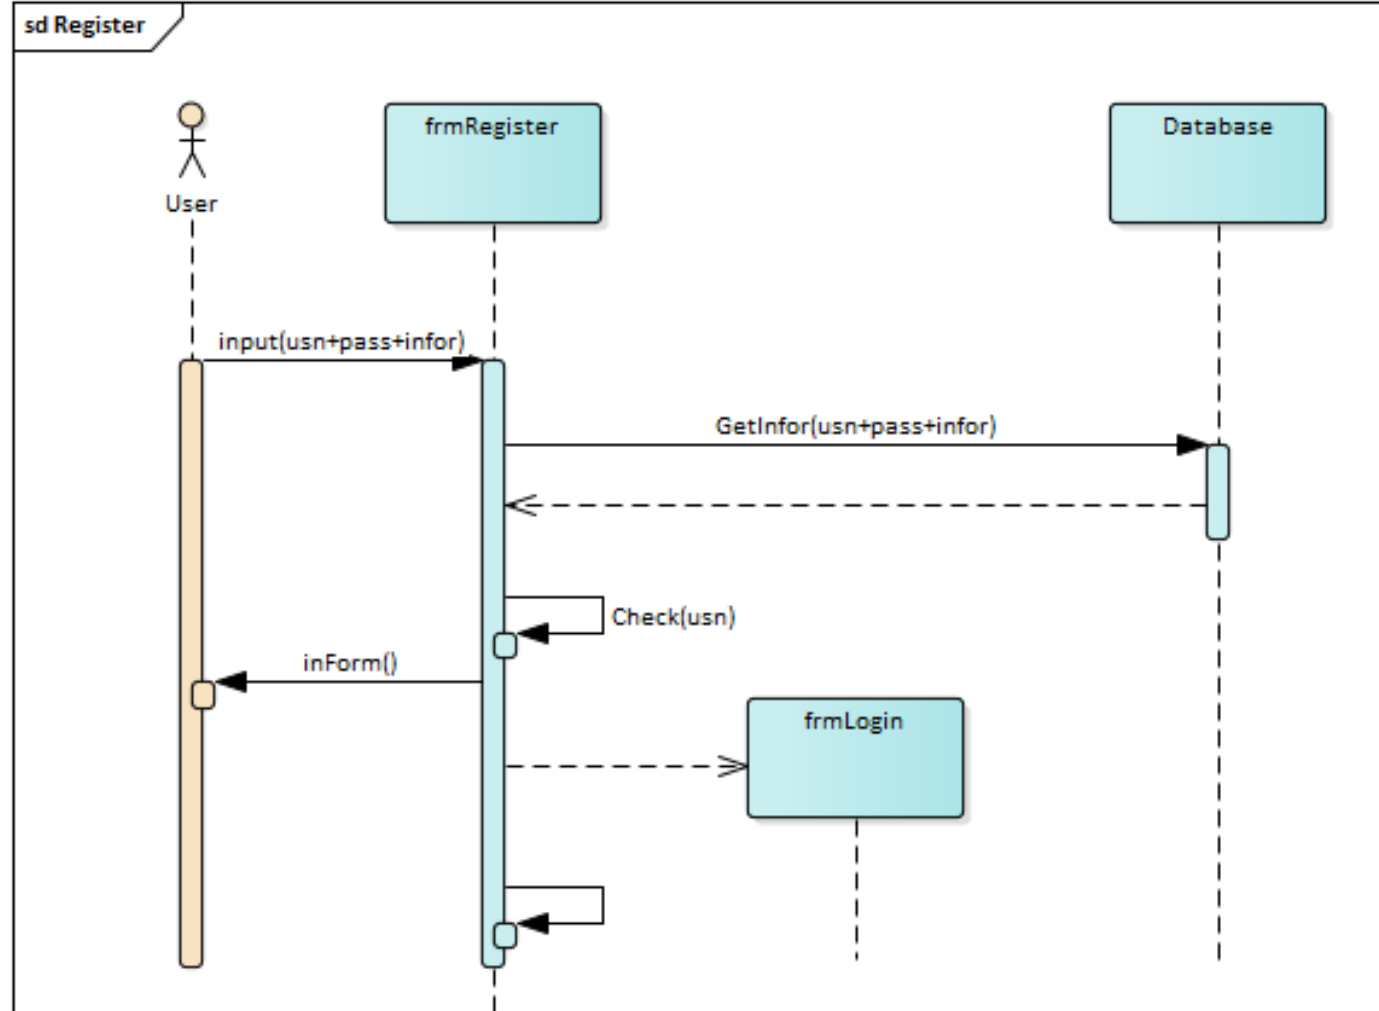 sd Register
frmRegister
Database
User
input(usn+pass+infor)
GetInfor(usn+pass+infor)
Check(usn)
inForm()
frmLogin